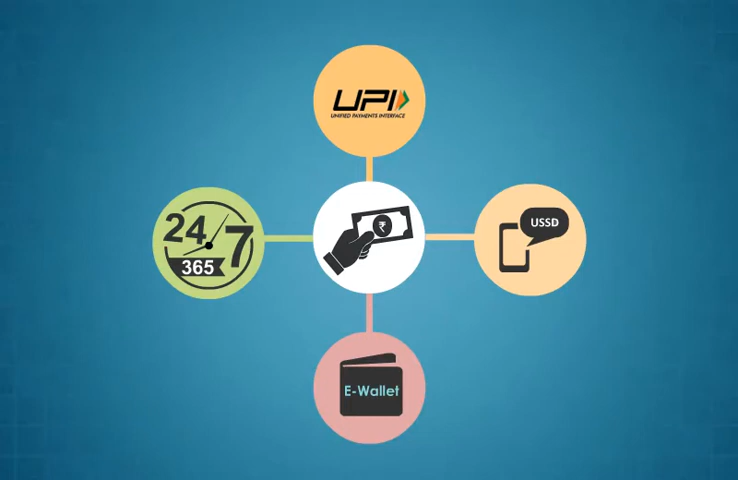 UPI
UNIFIED PAYMENTS INTERFACE
24
7
365
₹
USSD
E-Wallet